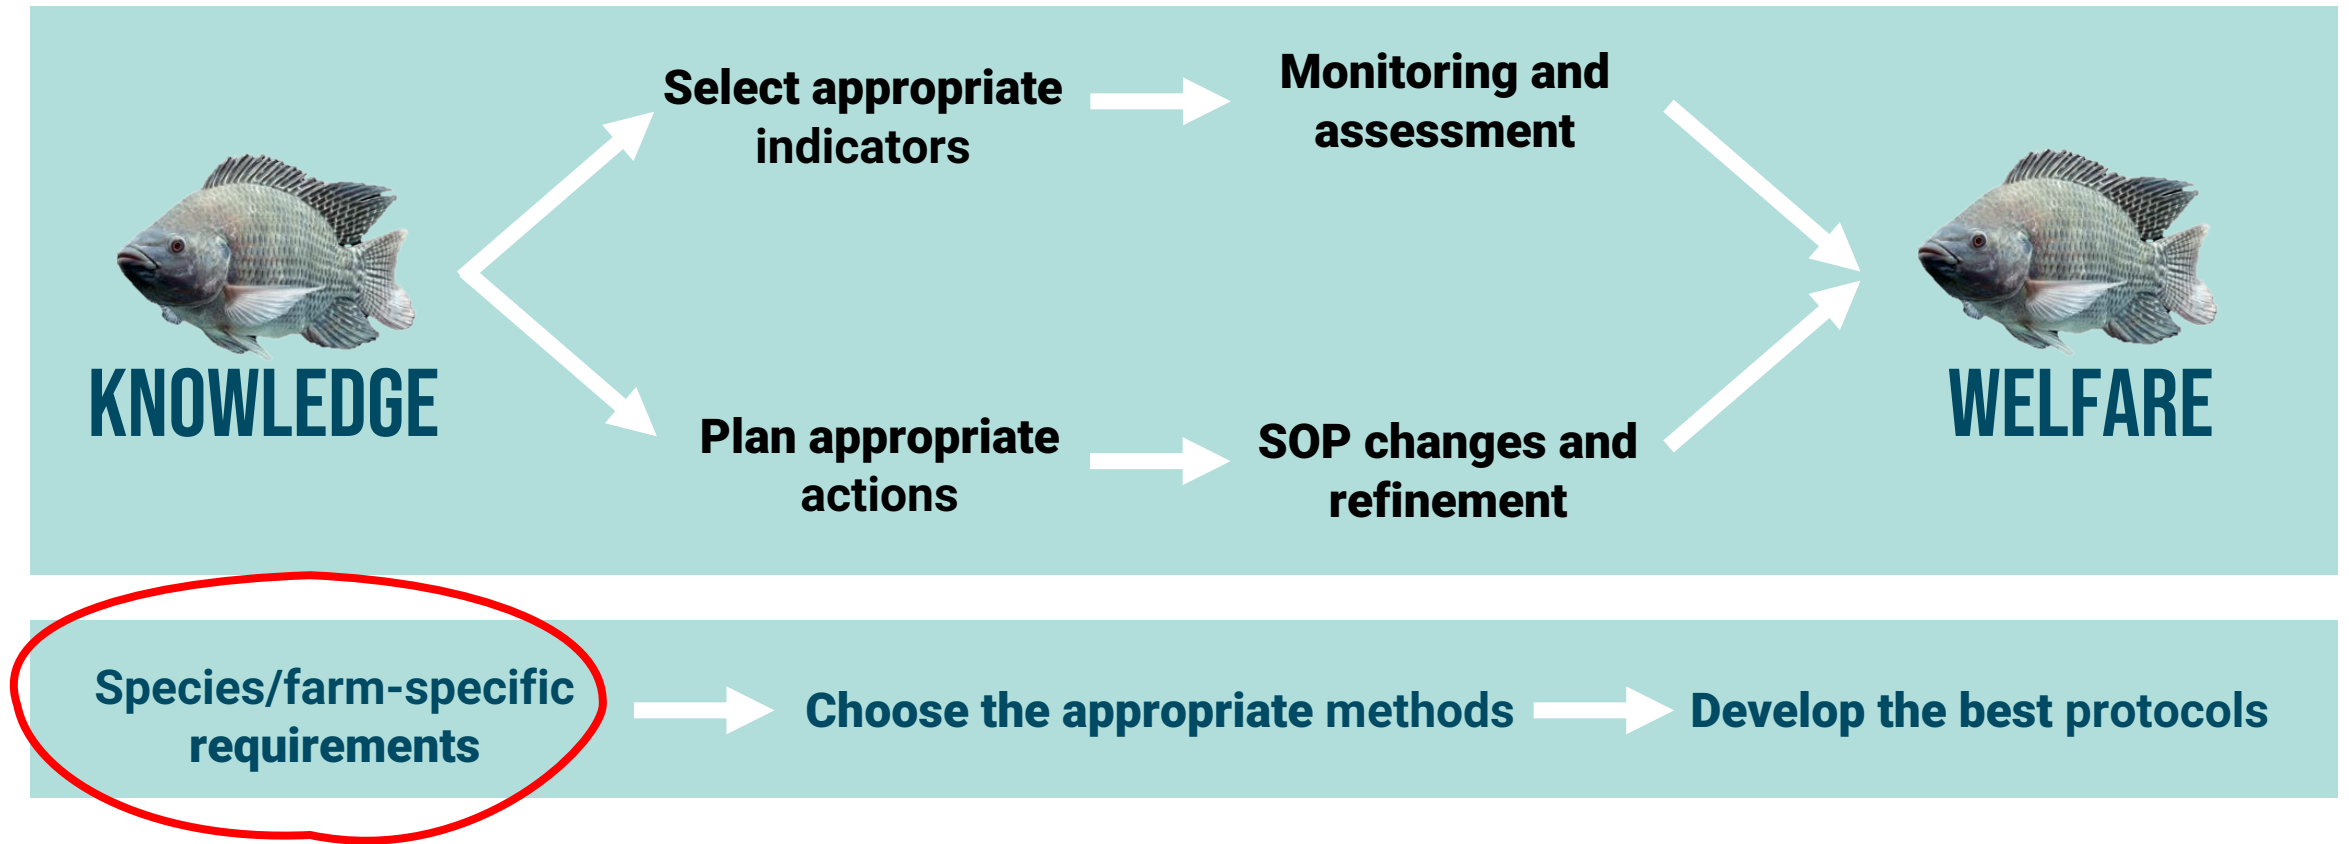 Select appropriate
indicators
Monitoring and
assessment
KNOWLEDGE
WELFARE
Plan appropriate
actions
SOP changes and
refinement
Species/farm-specific
requirements
Choose the appropriate methods
Develop the best protocols